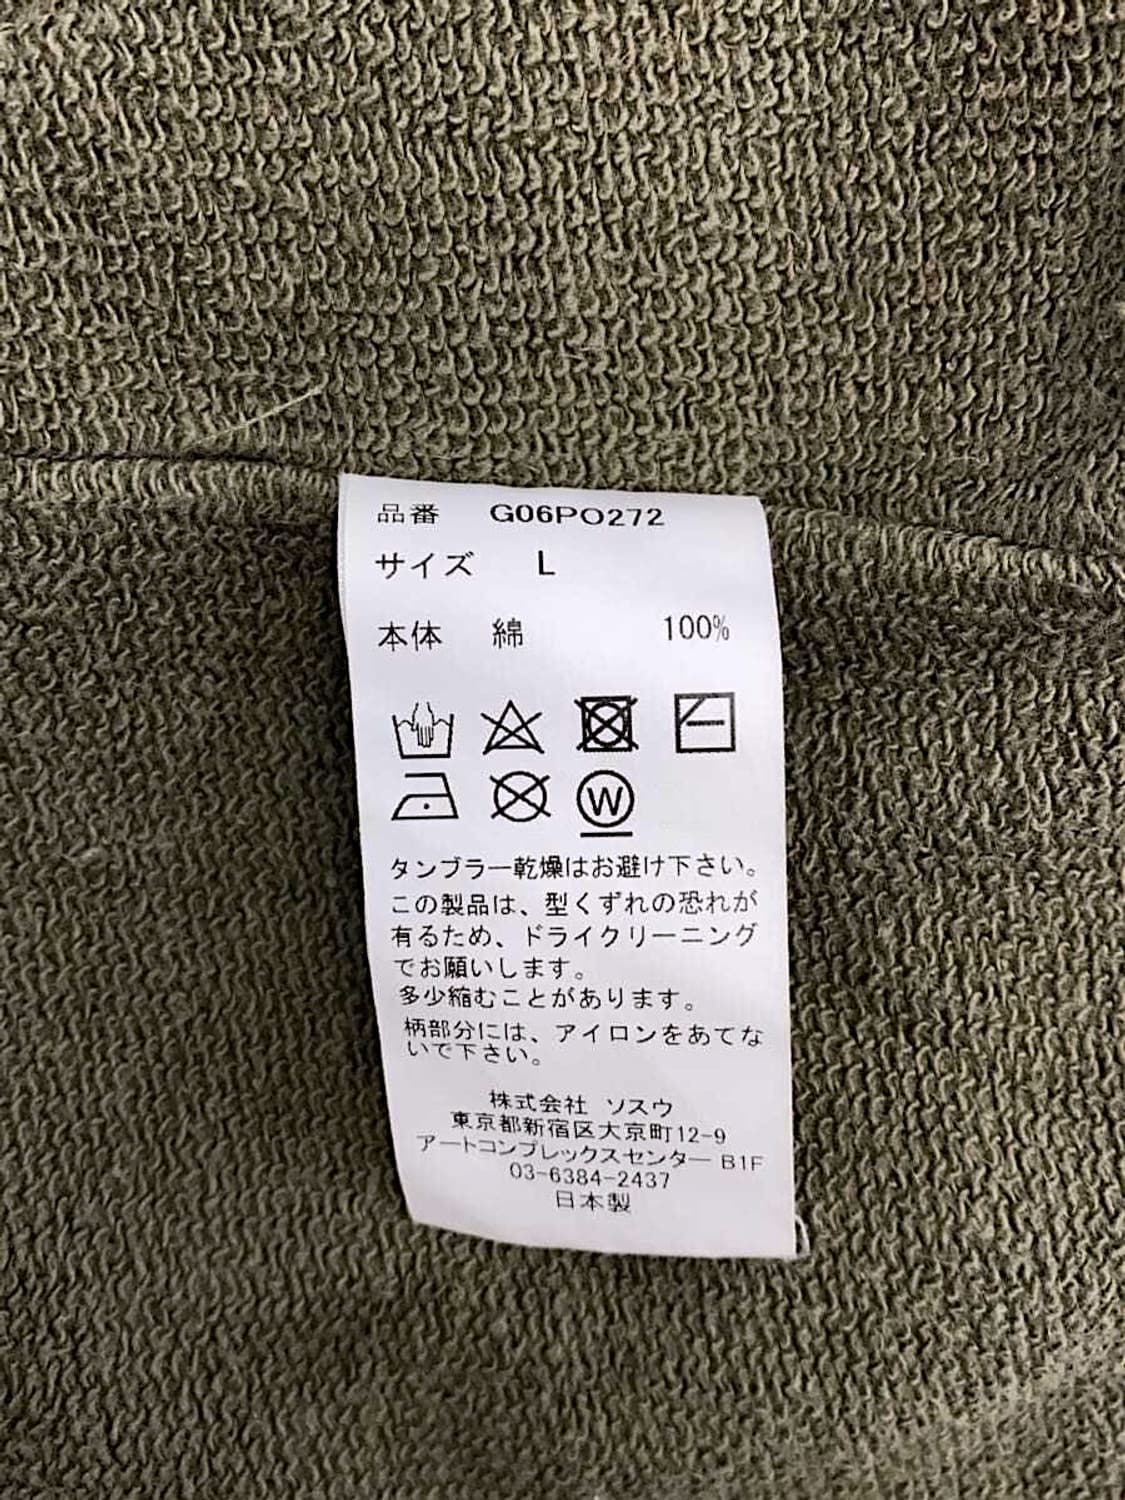 品番 G06PO272
サイズ L
本体 綿 100%
W
タンブラー乾燥はお避け下さい。
この製品は、型くずれの恐れが
有るため、ドライクリーニング
でお願いします。
多少縮むことがあります。
柄部分には、アイロンをあてな
いで下さい。
株式会社 ソスウ
東京都新宿区大京町12-9
アートコンプレックスセンター B1F
03-6384-2437
日本製